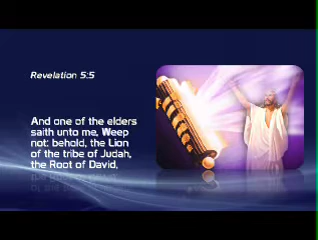 Revelation 5:5
And one of the elders
saith unto me, Weep
not: behold, the Lion
of the tribe of Judah,
the Root of David,